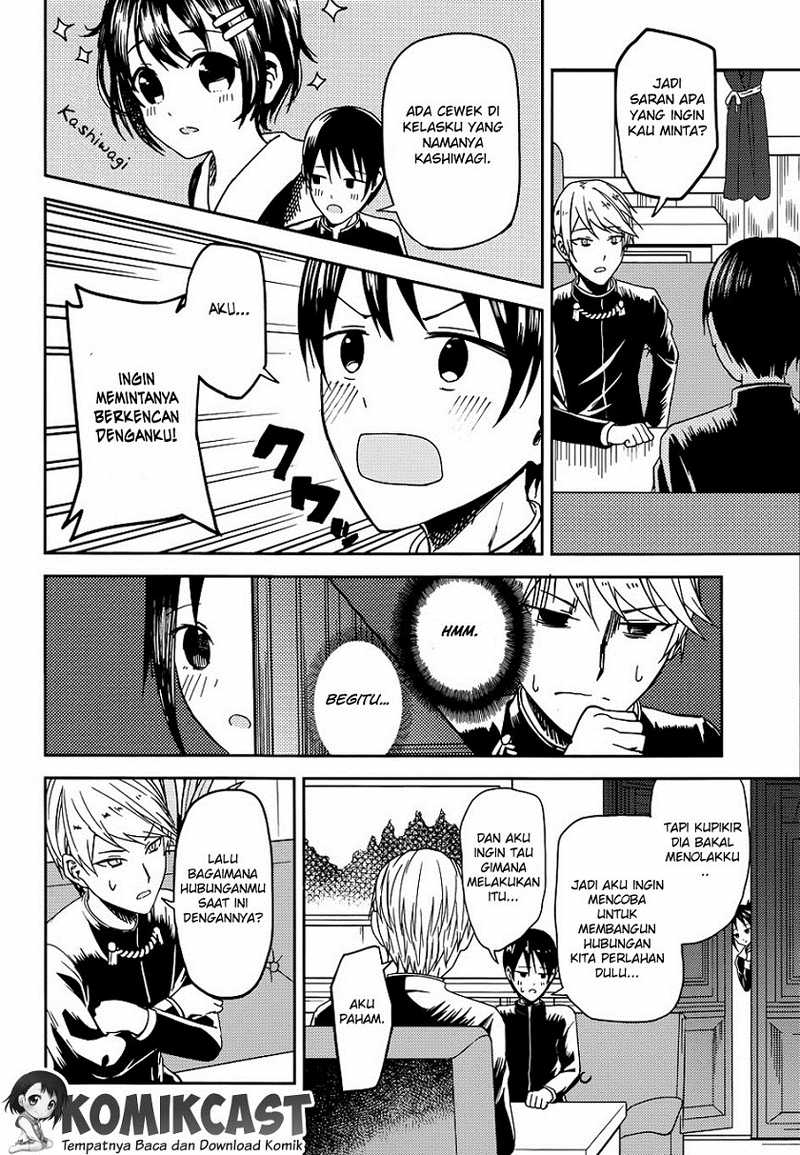 JADI
SARAN APA
YANG INGIN
KAU MINTA?
ADA CEWEK DI
KELASKU YANG
NAMANYA
KASHIWAGI.
Kashiwagi
AKU...
INGIN
MEMINTANYA
BERKENCAN
DENGANKU!
クワッ
HMM.
BEGITU...
TAPI KUPIKIR
DIA BAKAL
MENOLAKKU
..
JADI AKU INGIN
MENCOBA
UNTUK
MEMBANGUN
HUBUNGAN
KITA PERLAHAN
DULU...
DAN AKU
INGIN TAU
GIMANA
MELAKUKAN
ITU...
AKU
PAHAM.
LALU
BAGAIMANA
HUBUNGANMU
SAAT INI
DENGANNYA?
KOMIKCAST
Tempatnya Baca dan Download Komik